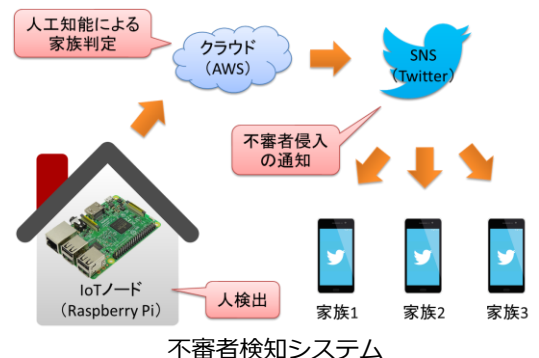 人工知能による
家族判定
クラウド
（AWS）
SNS
（Twitter）
不審者侵入
の通知
IoTノード
（Raspberry Pi）
人検出
家族1
家族2
家族3
不審者検知システム